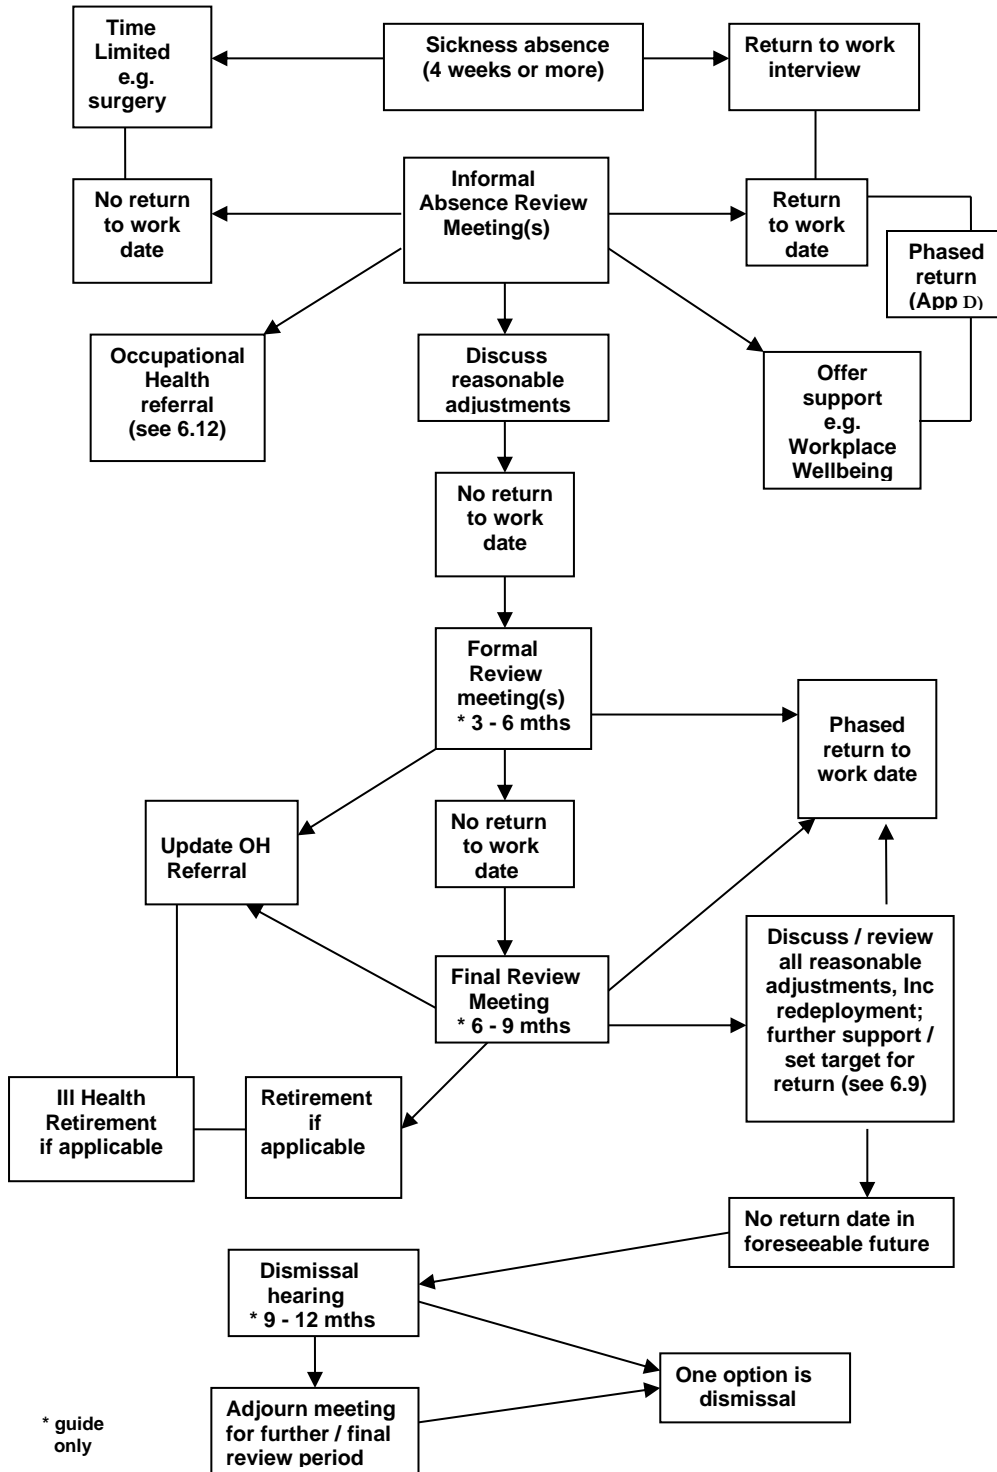 Time
Limited
e.g.
surgery
Sickness absence
(4 weeks or more)
Return to work
interview
No return
to work
date
Informal
Absence Review
Meeting(s)
Return
to work
date
Phased
return
(App D)
Occupational
Health
referral
(see 6.12)
Discuss
reasonable
adjustments
Offer
support
e.g.
Workplace
Wellbeing
No return
to work
date
Formal
Review
meeting(s)
* 3 - 6 mths
Phased
return to
work date
Update OH
Referral
No return
to work
date
Final Review
Meeting
* 6 - 9 mths
Discuss / review
all reasonable
adjustments, Inc
redeployment;
further support /
set target for
return (see 6.9)
Ill Health
Retirement
if applicable
Retirement
if
applicable
No return date in
foreseeable future
Dismissal
hearing
* 9 - 12 mths
One option is
dismissal
Adjourn meeting
for further / final
review period
* guide
only